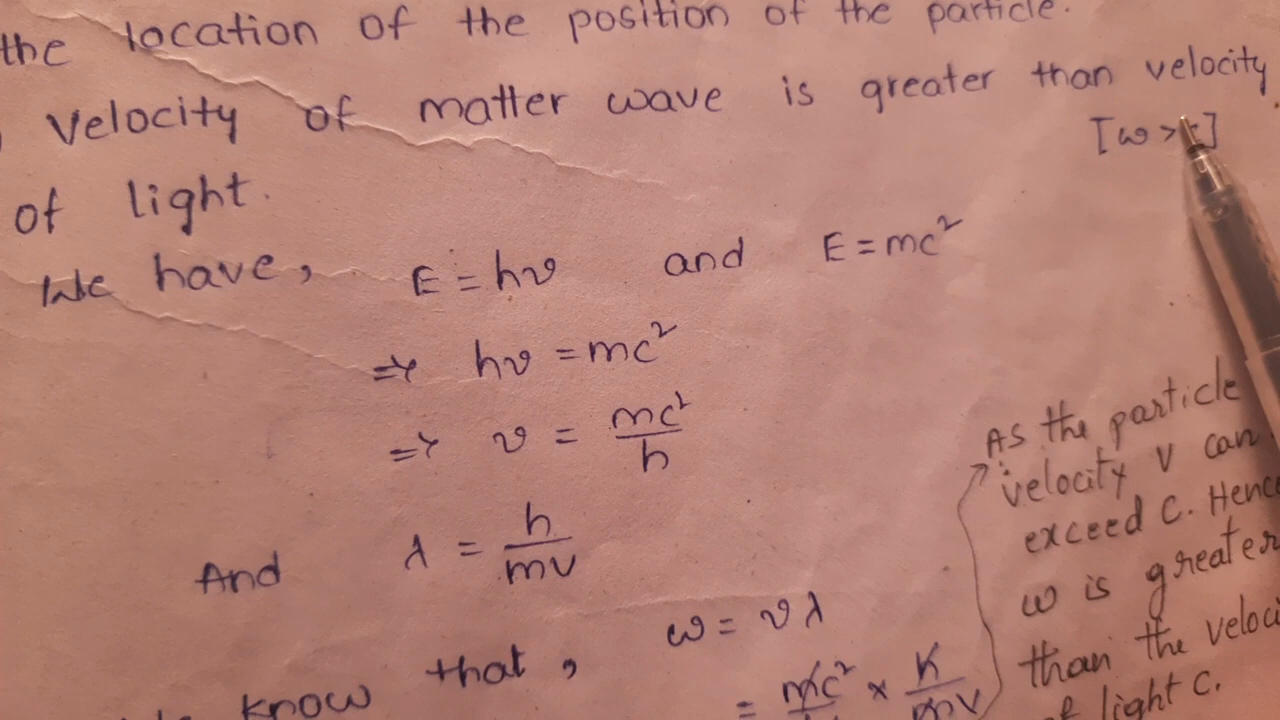 the location of the position of the particle.
Velocity of matter wave is greater than velocity
[ω >
of light.
We have, E = hν and E = mc²
⇒ hν = mc²
⇒ ν = mc²/h
And λ = h/mv
know that, ω = νλ
= mc² × h/mv
As the particle
velocity v can
exceed c. Hence
ω is greater
than the veloci
of light c.